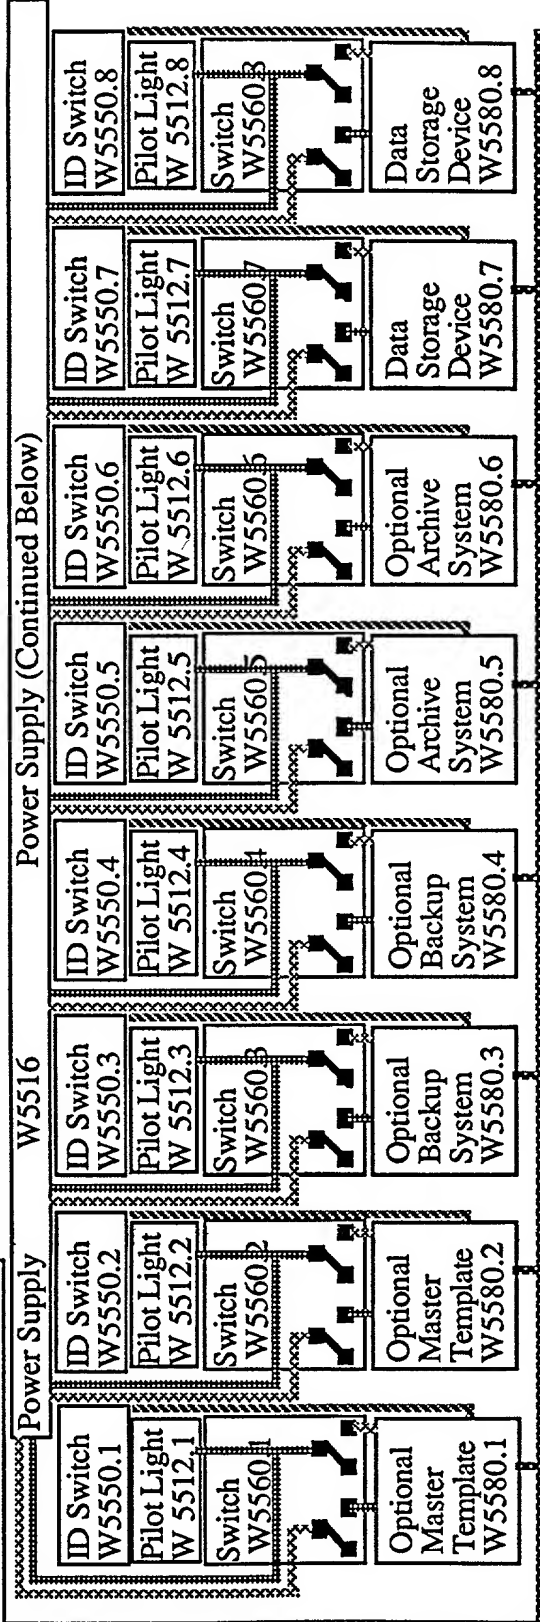 Power Supply W5516 Power Supply (Continued Below)
ID Switch
W5550.1
Pilot Light
W 5512.1
Switch
W5560.1
Optional
Master
Template
W5580.1
ID Switch
W5550.2
Pilot Light
W 5512.2
Switch
W5560.2
Optional
Master
Template
W5580.2
ID Switch
W5550.3
Pilot Light
W 5512.3
Switch
W5560.3
Optional
Backup
System
W5580.3
ID Switch
W5550.4
Pilot Light
W 5512.4
Switch
W5560.4
Optional
Backup
System
W5580.4
ID Switch
W5550.5
Pilot Light
W 5512.5
Switch
W5560.5
Optional
Archive
System
W5580.5
ID Switch
W5550.6
Pilot Light
W 5512.6
Switch
W5560.6
Optional
Archive
System
W5580.6
ID Switch
W5550.7
Pilot Light
W 5512.7
Switch
W5560.7
Data
Storage
Device
W5580.7
ID Switch
W5550.8
Pilot Light
W 5512.8
Switch
W5560.8
Data
Storage
Device
W5580.8